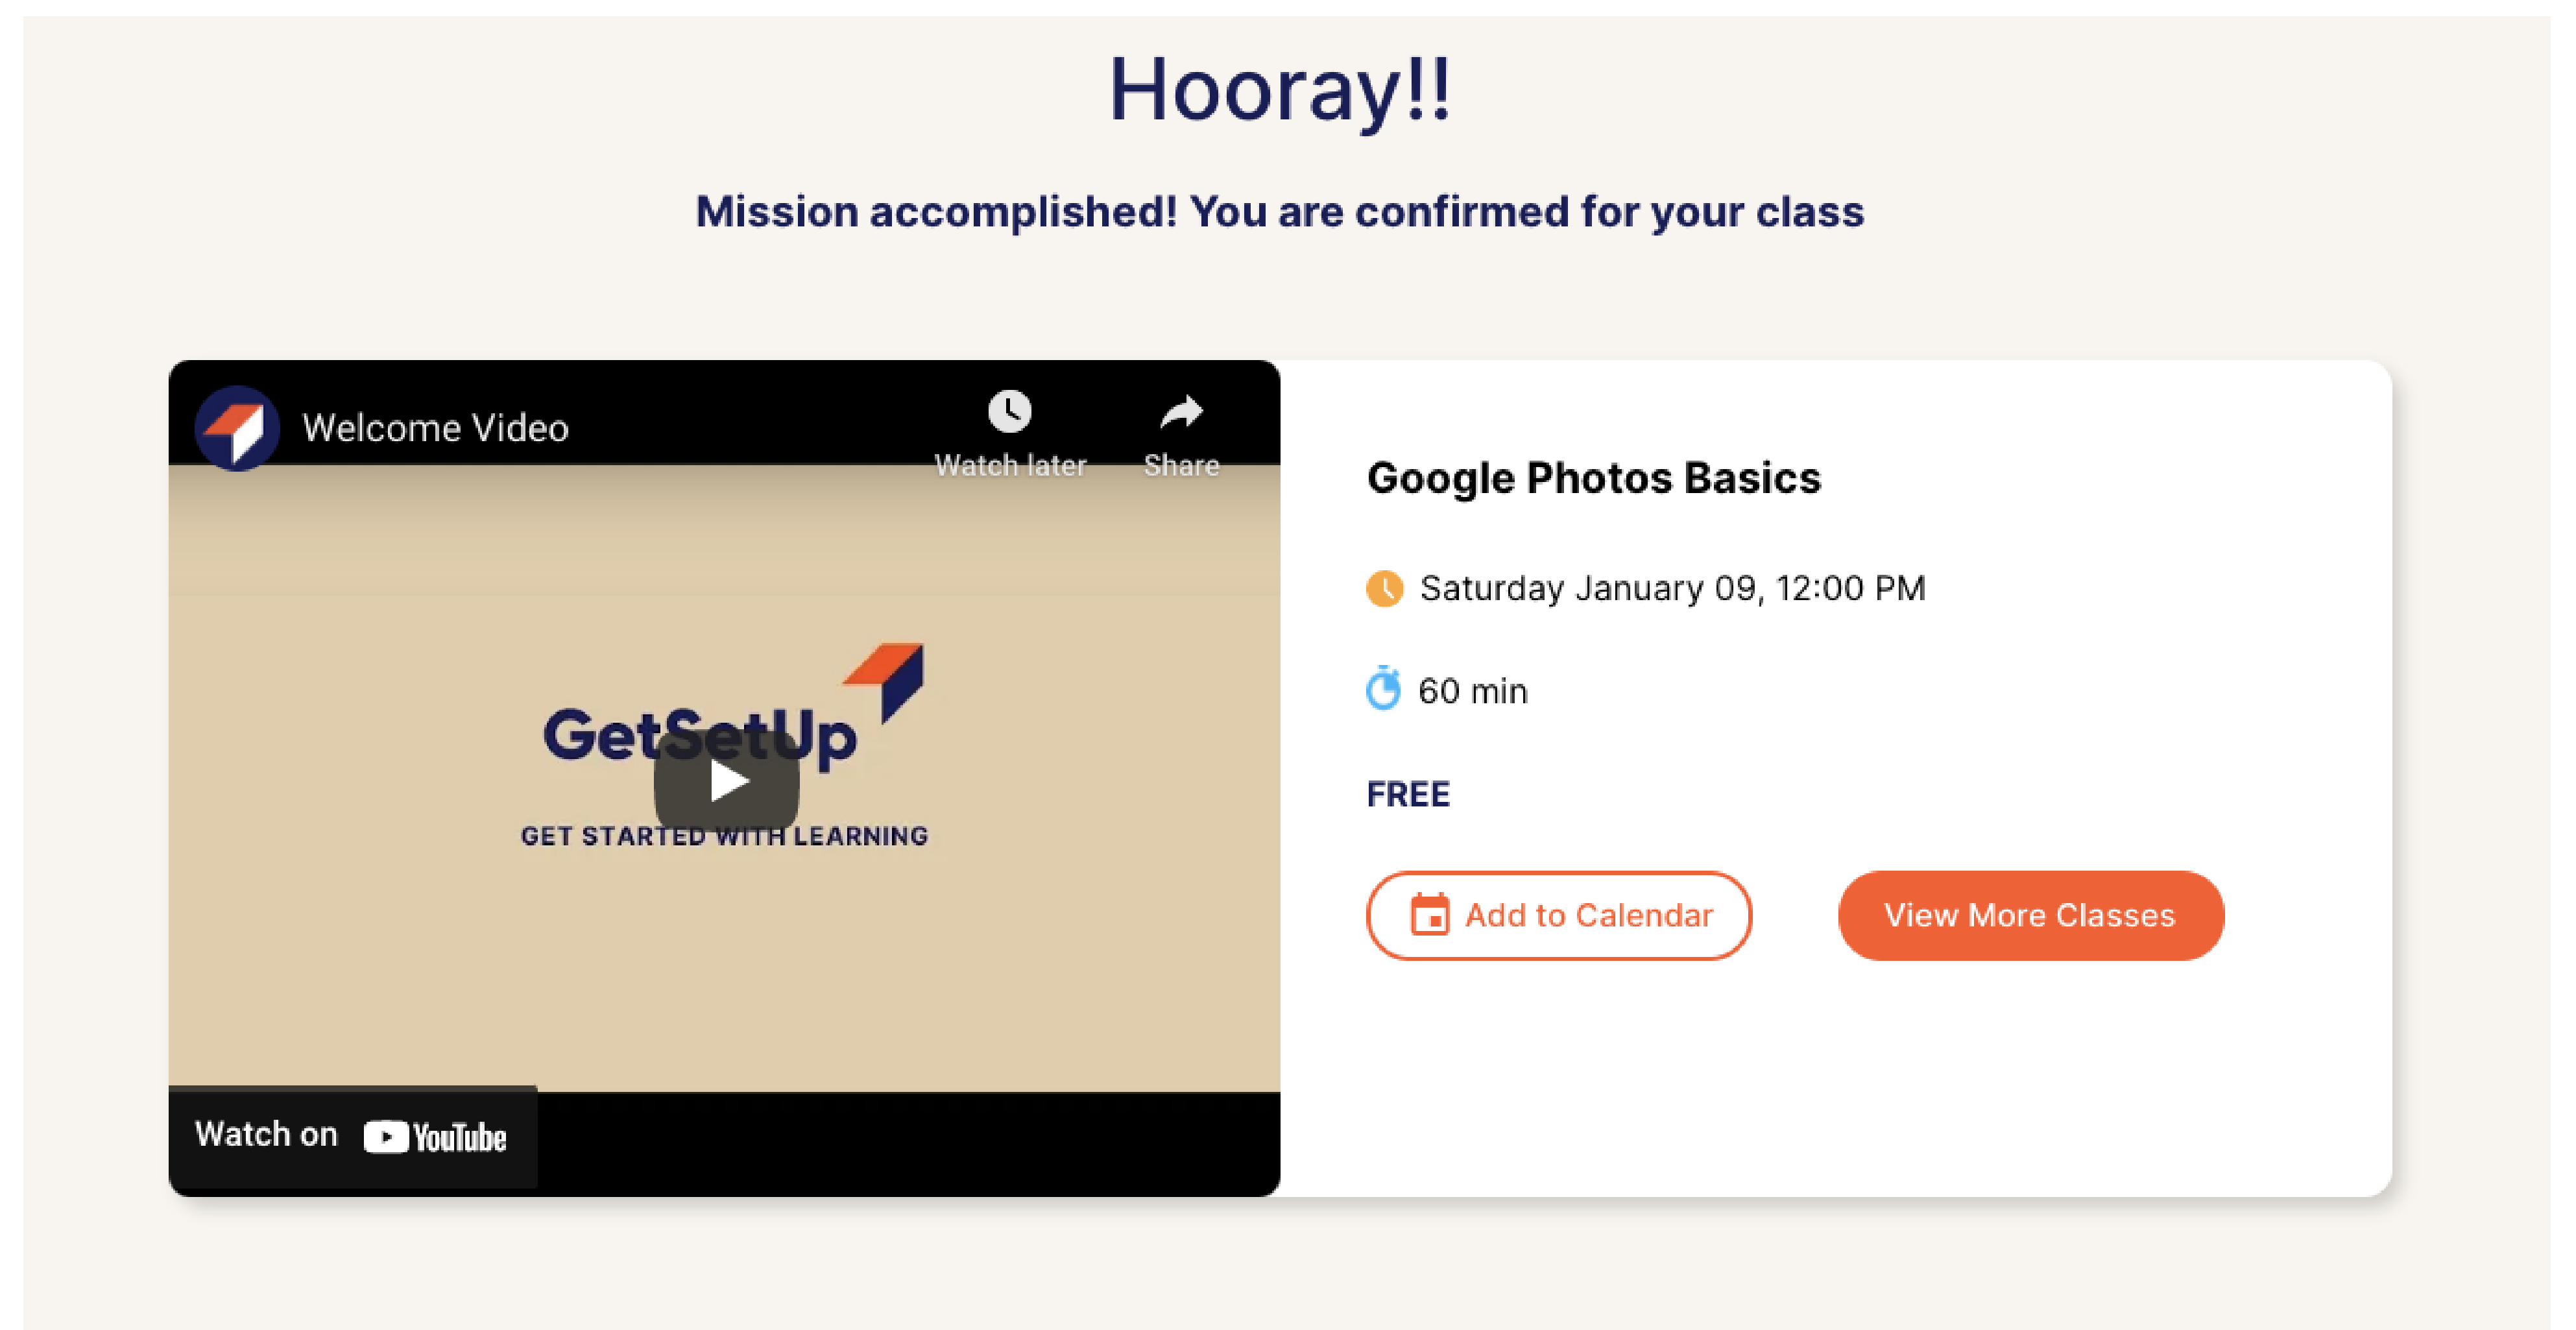 Hooray!!
Mission accomplished! You are confirmed for your class
Welcome Video
Watch later
Share
GetSetUp
GET STARTED WITH LEARNING
Watch on YouTube
Google Photos Basics
Saturday January 09, 12:00 PM
60 min
FREE
Add to Calendar
View More Classes